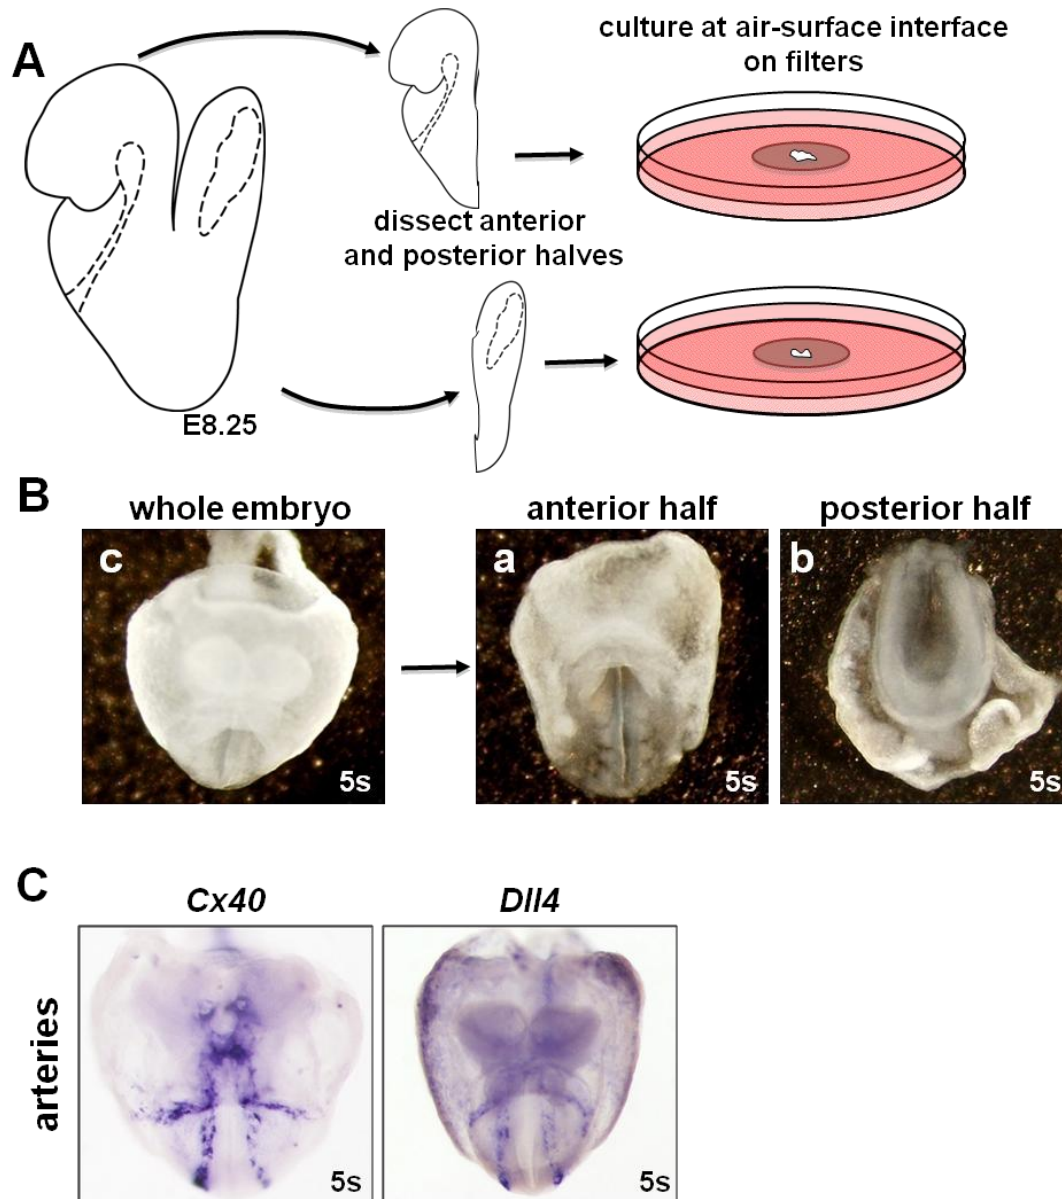 A
culture at air-surface interface
on filters
dissect anterior
and posterior halves
E8.25
B
whole embryo
anterior half
posterior half
c
a
b
5s
5s
5s
C
Cx40
Dll4
arteries
5s
5s